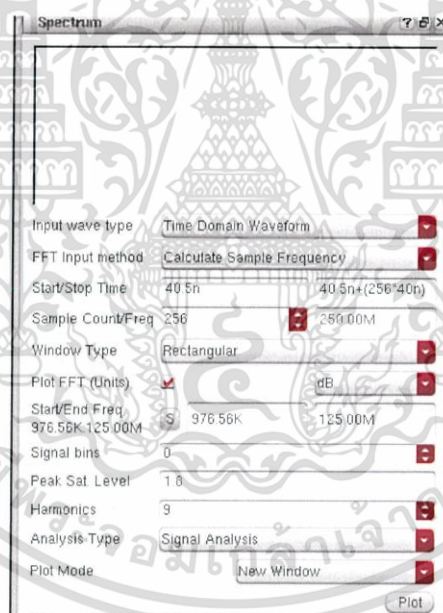 Spectrum
Input wave type Time Domain Waveform
FFT Input method Calculate Sample Frequency
Start/Stop Time 40.5n 40.5n+(256*40n)
Sample Count/Freq 256 250.00M
Window Type Rectangular
Plot FFT (Units) dB
Start/End Freq
976.56K 125.00M S 976.56K 125.00M
Signal bins 0
Peak Sat. Level 1.0
Harmonics 9
Analysis Type Signal Analysis
Plot Mode New Window
Plot